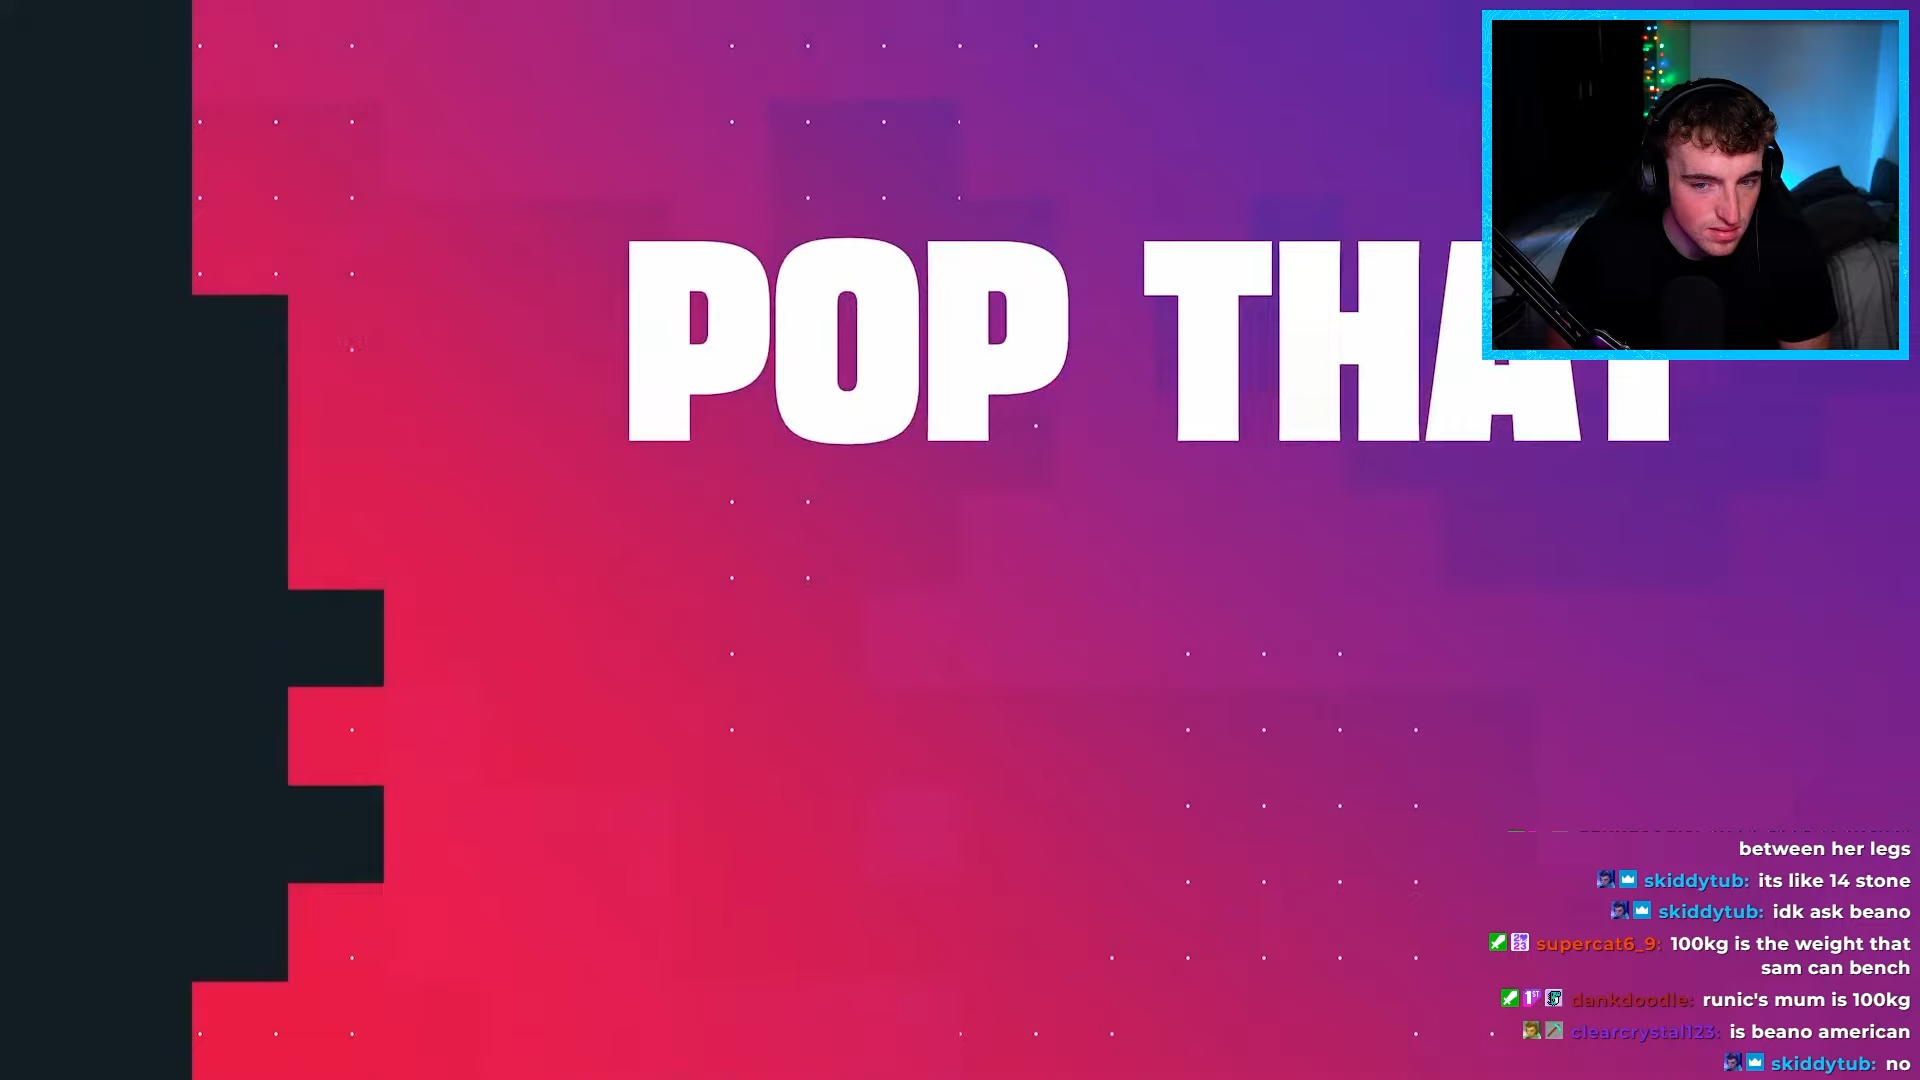 POP THAT
between her legs
skiddytub: its like 14 stone
skiddytub: idk ask beano
supercat6_9: 100kg is the weight that
sam can bench
dankdoodle: runic's mum is 100kg
clearcrystal123: is beano american
skiddytub: no